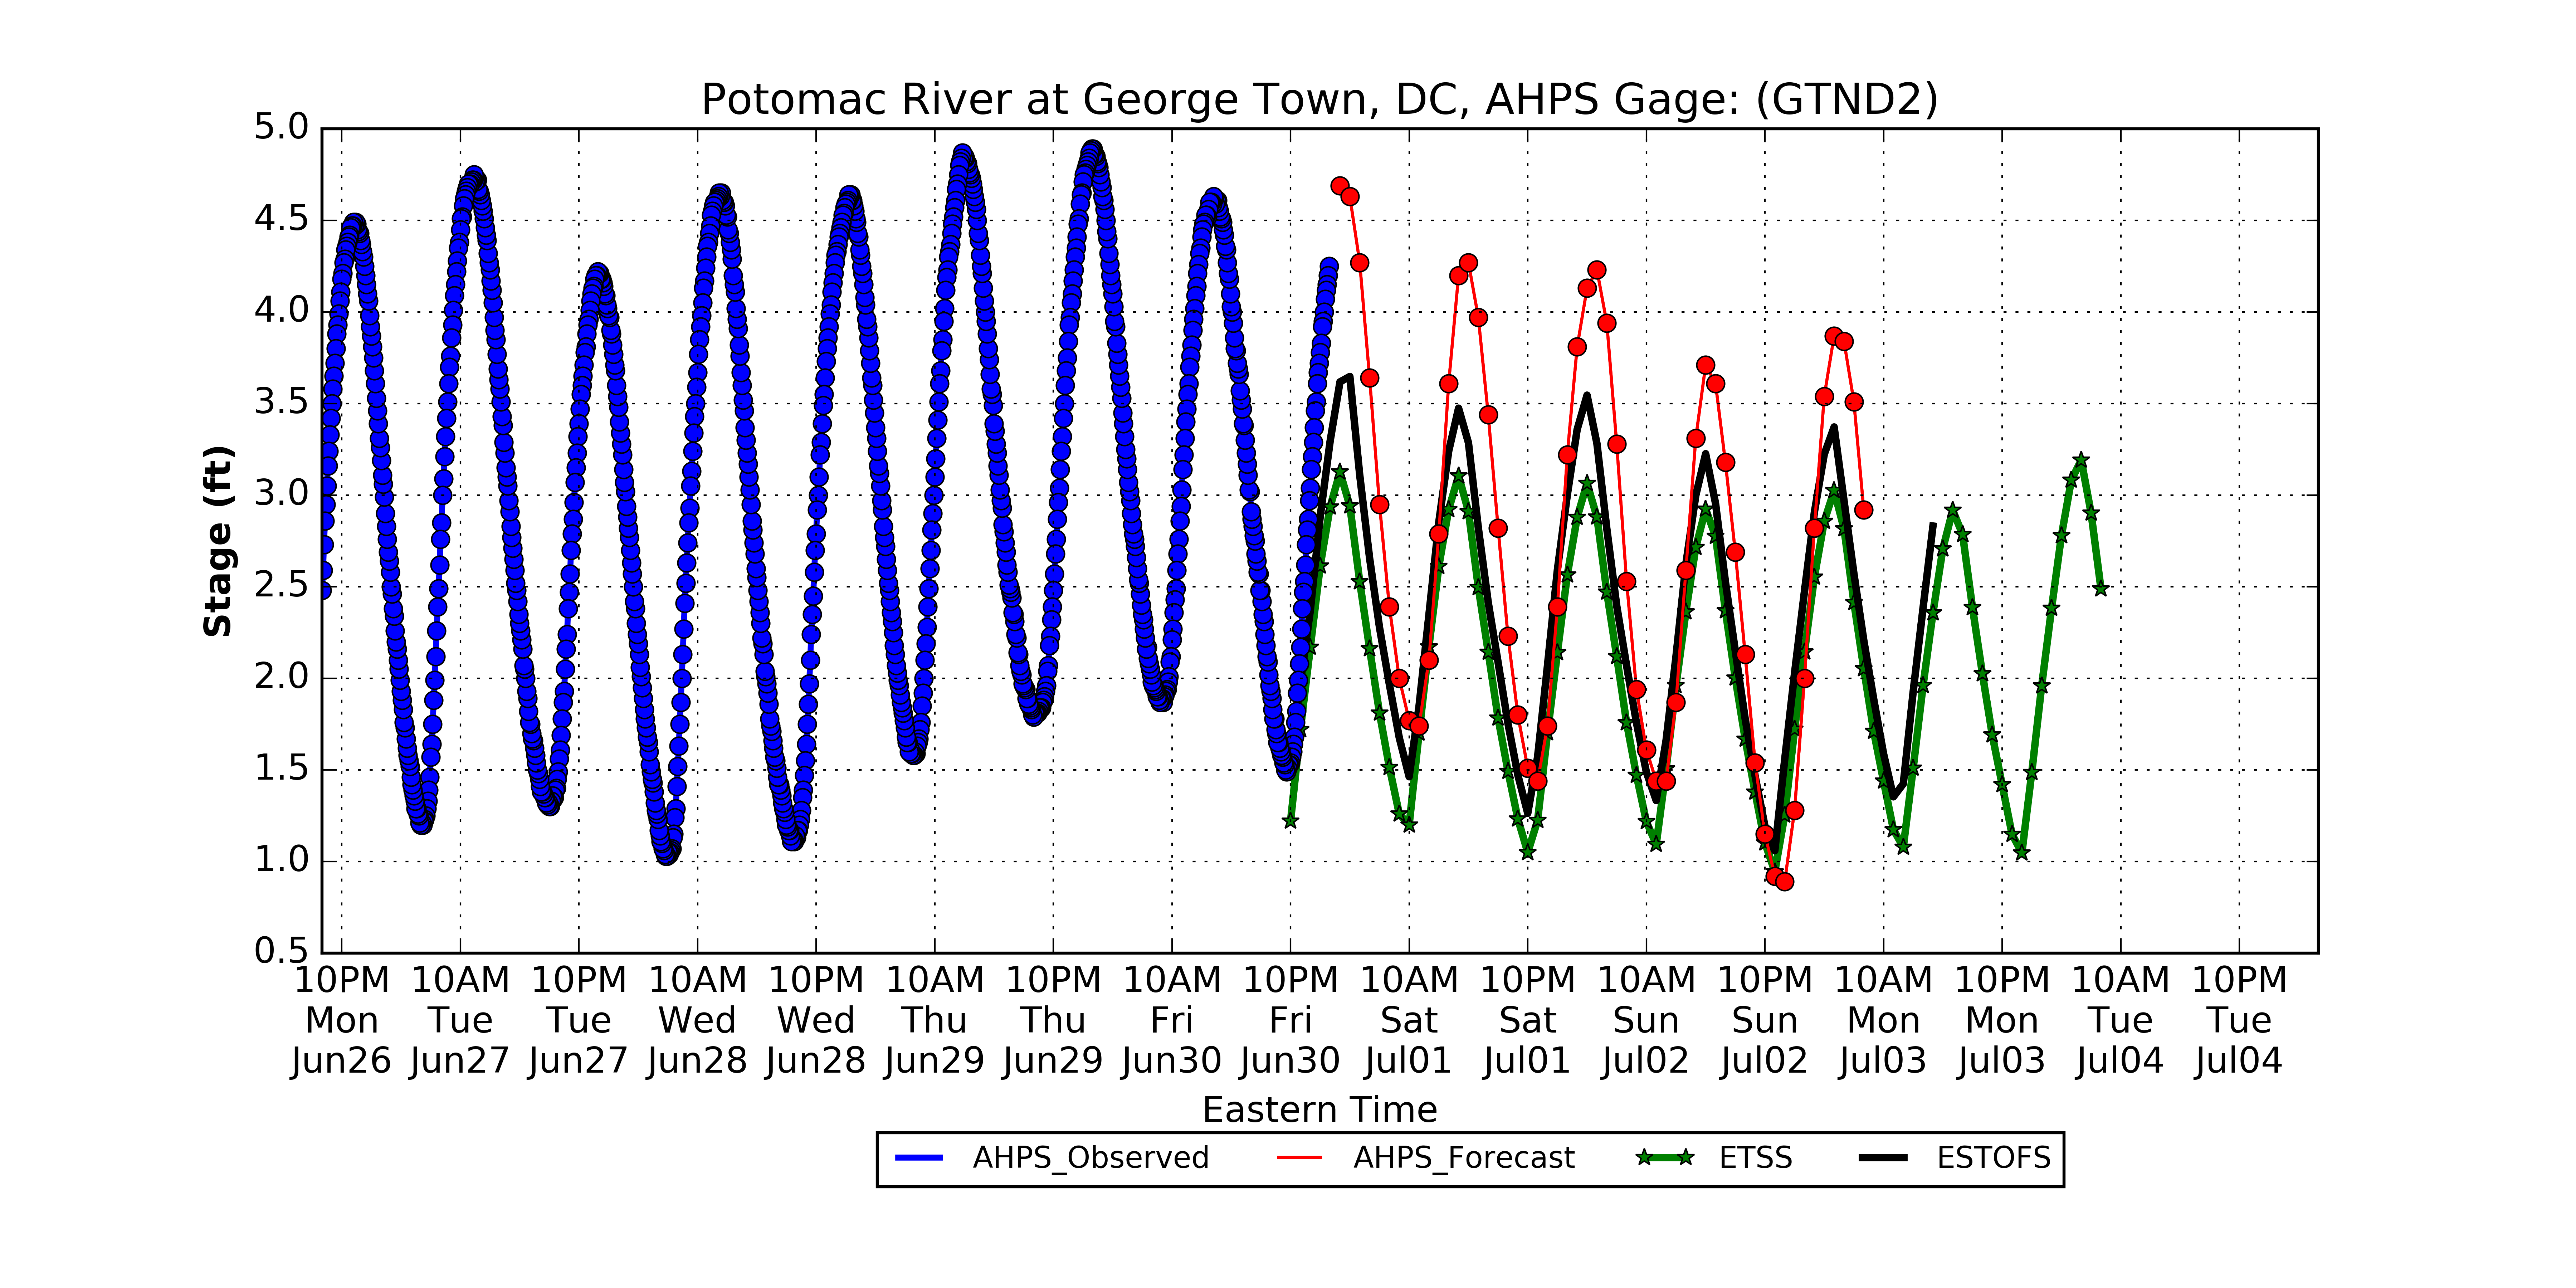 Potomac River at George Town, DC, AHPS Gage: (GTND2)
5.0
4.5
4.0
3.5
3.0
2.5
2.0
1.5
1.0
0.5
Stage (ft)
10PM 10AM 10PM 10AM 10PM 10AM 10PM 10AM 10PM 10AM 10PM 10AM 10PM 10AM 10PM 10AM 10PM
Mon Tue Tue Wed Wed Thu Thu Fri Fri Sat Sat Sun Sun Mon Mon Tue Tue
Jun26 Jun27 Jun27 Jun28 Jun28 Jun29 Jun29 Jun30 Jun30 Jul01 Jul01 Jul02 Jul02 Jul03 Jul03 Jul04 Jul04
Eastern Time
AHPS_Observed AHPS_Forecast ETSS ESTOFS